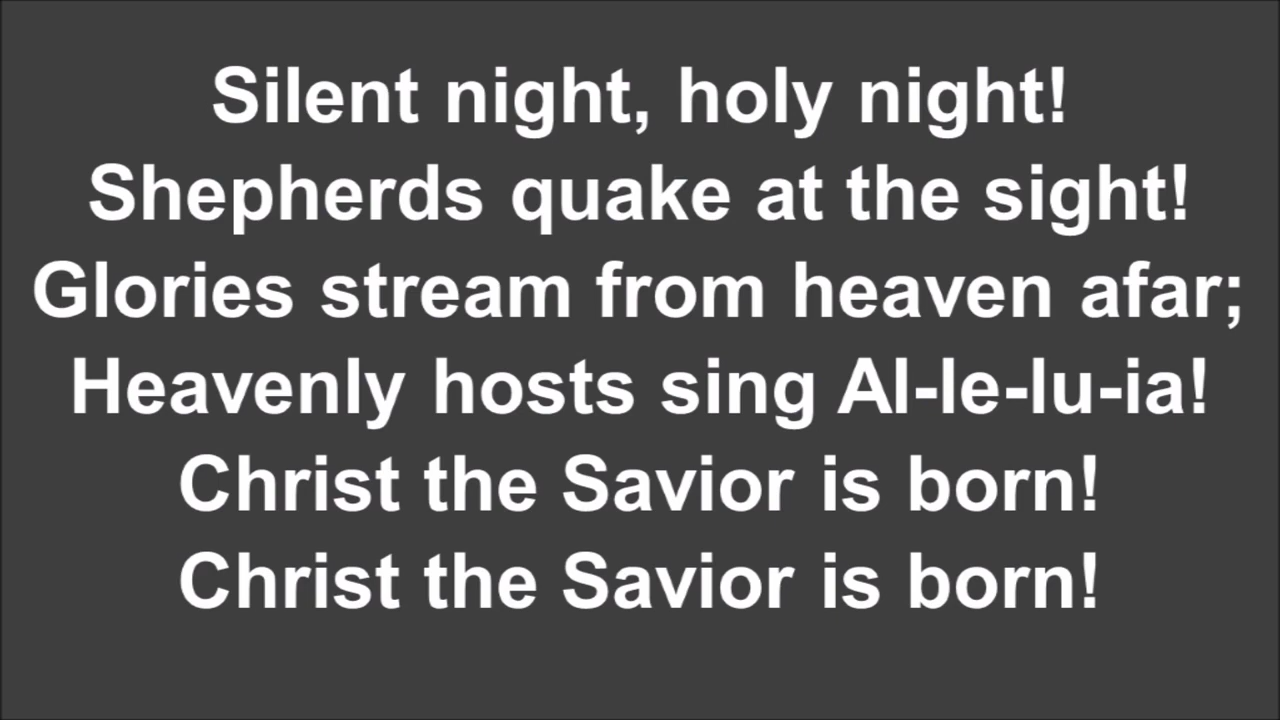 Silent night, holy night!
Shepherds quake at the sight!
Glories stream from heaven afar;
Heavenly hosts sing Al-le-lu-ia!
Christ the Savior is born!
Christ the Savior is born!